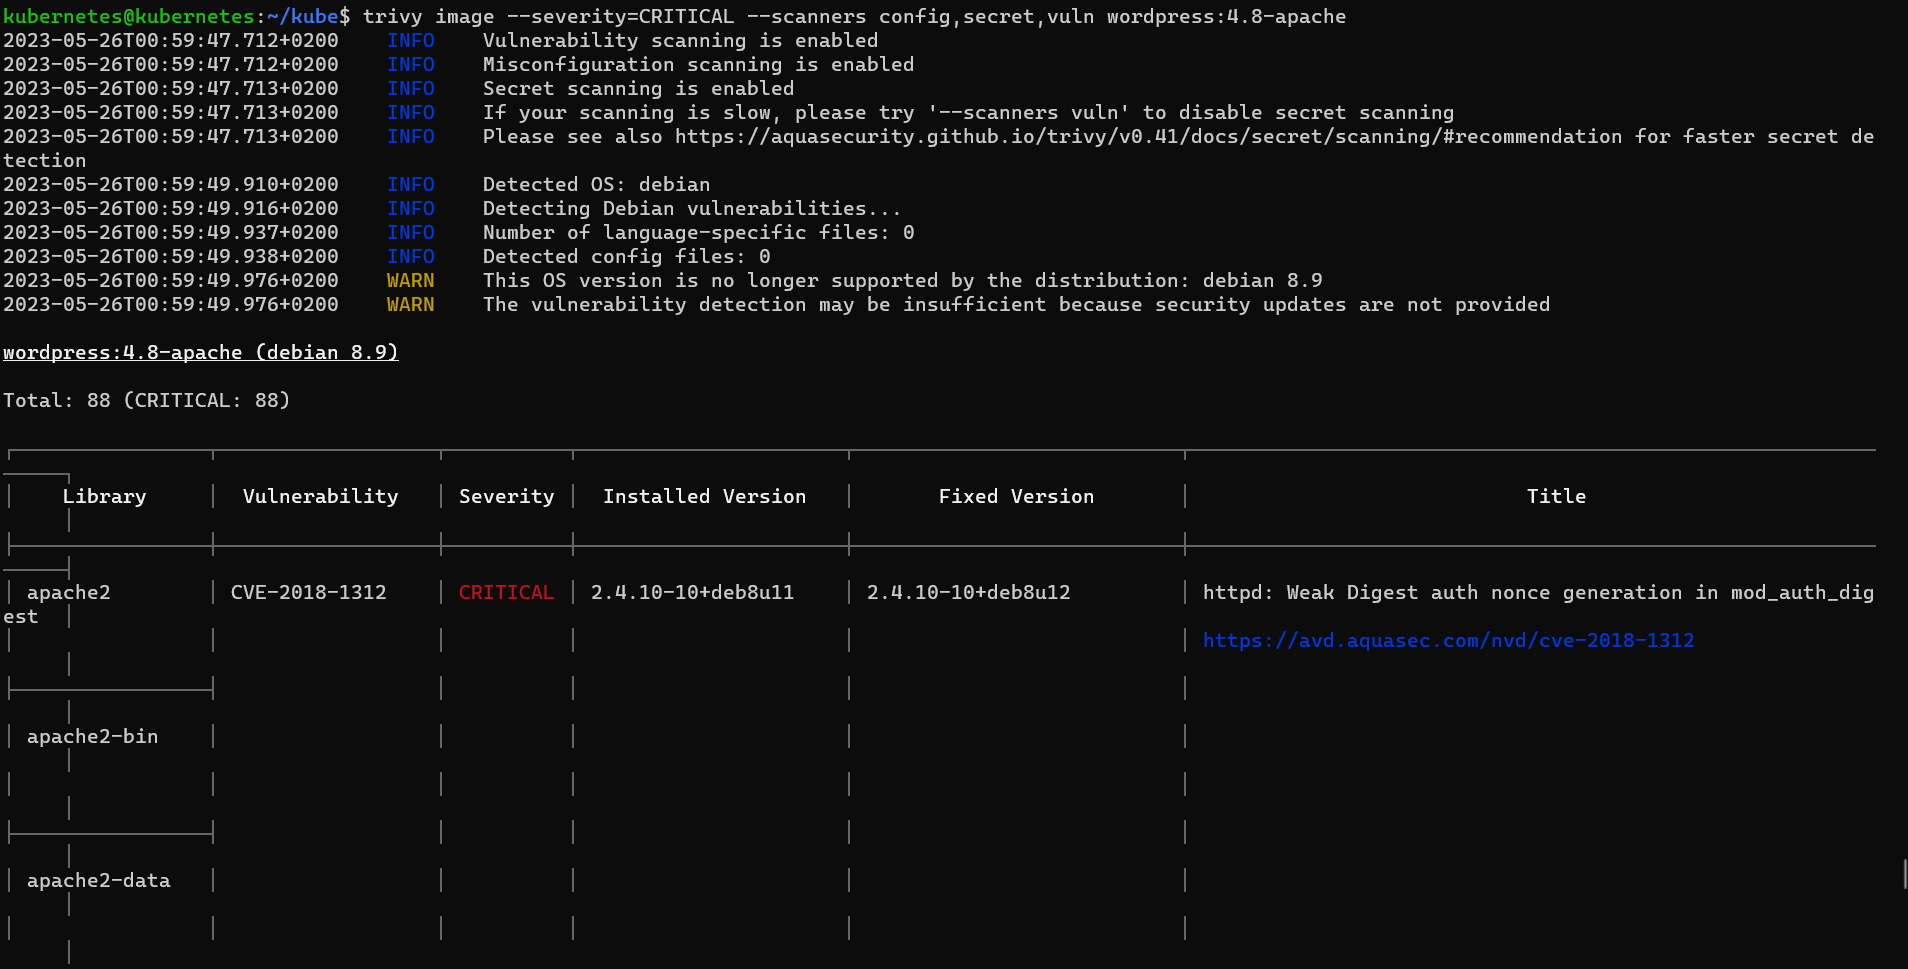 kubernetes@kubernetes:~/kube$ trivy image --severity=CRITICAL --scanners config,secret,vuln wordpress:4.8-apache
2023-05-26T00:59:47.712+0200 INFO Vulnerability scanning is enabled
2023-05-26T00:59:47.712+0200 INFO Misconfiguration scanning is enabled
2023-05-26T00:59:47.713+0200 INFO Secret scanning is enabled
2023-05-26T00:59:47.713+0200 INFO If your scanning is slow, please try '--scanners vuln' to disable secret scanning
2023-05-26T00:59:47.713+0200 INFO Please see also https://aquasecurity.github.io/trivy/v0.41/docs/secret/scanning/#recommendation for faster secret de
tection
2023-05-26T00:59:49.910+0200 INFO Detected OS: debian
2023-05-26T00:59:49.916+0200 INFO Detecting Debian vulnerabilities...
2023-05-26T00:59:49.937+0200 INFO Number of language-specific files: 0
2023-05-26T00:59:49.938+0200 INFO Detected config files: 0
2023-05-26T00:59:49.976+0200 WARN This OS version is no longer supported by the distribution: debian 8.9
2023-05-26T00:59:49.976+0200 WARN The vulnerability detection may be insufficient because security updates are not provided
wordpress:4.8-apache (debian 8.9)
Total: 88 (CRITICAL: 88)
Library Vulnerability Severity Installed Version Fixed Version Title
apache2 CVE-2018-1312 CRITICAL 2.4.10-10+deb8u11 2.4.10-10+deb8u12 httpd: Weak Digest auth nonce generation in mod_auth_dig
est
https://avd.aquasec.com/nvd/cve-2018-1312
apache2-bin
apache2-data